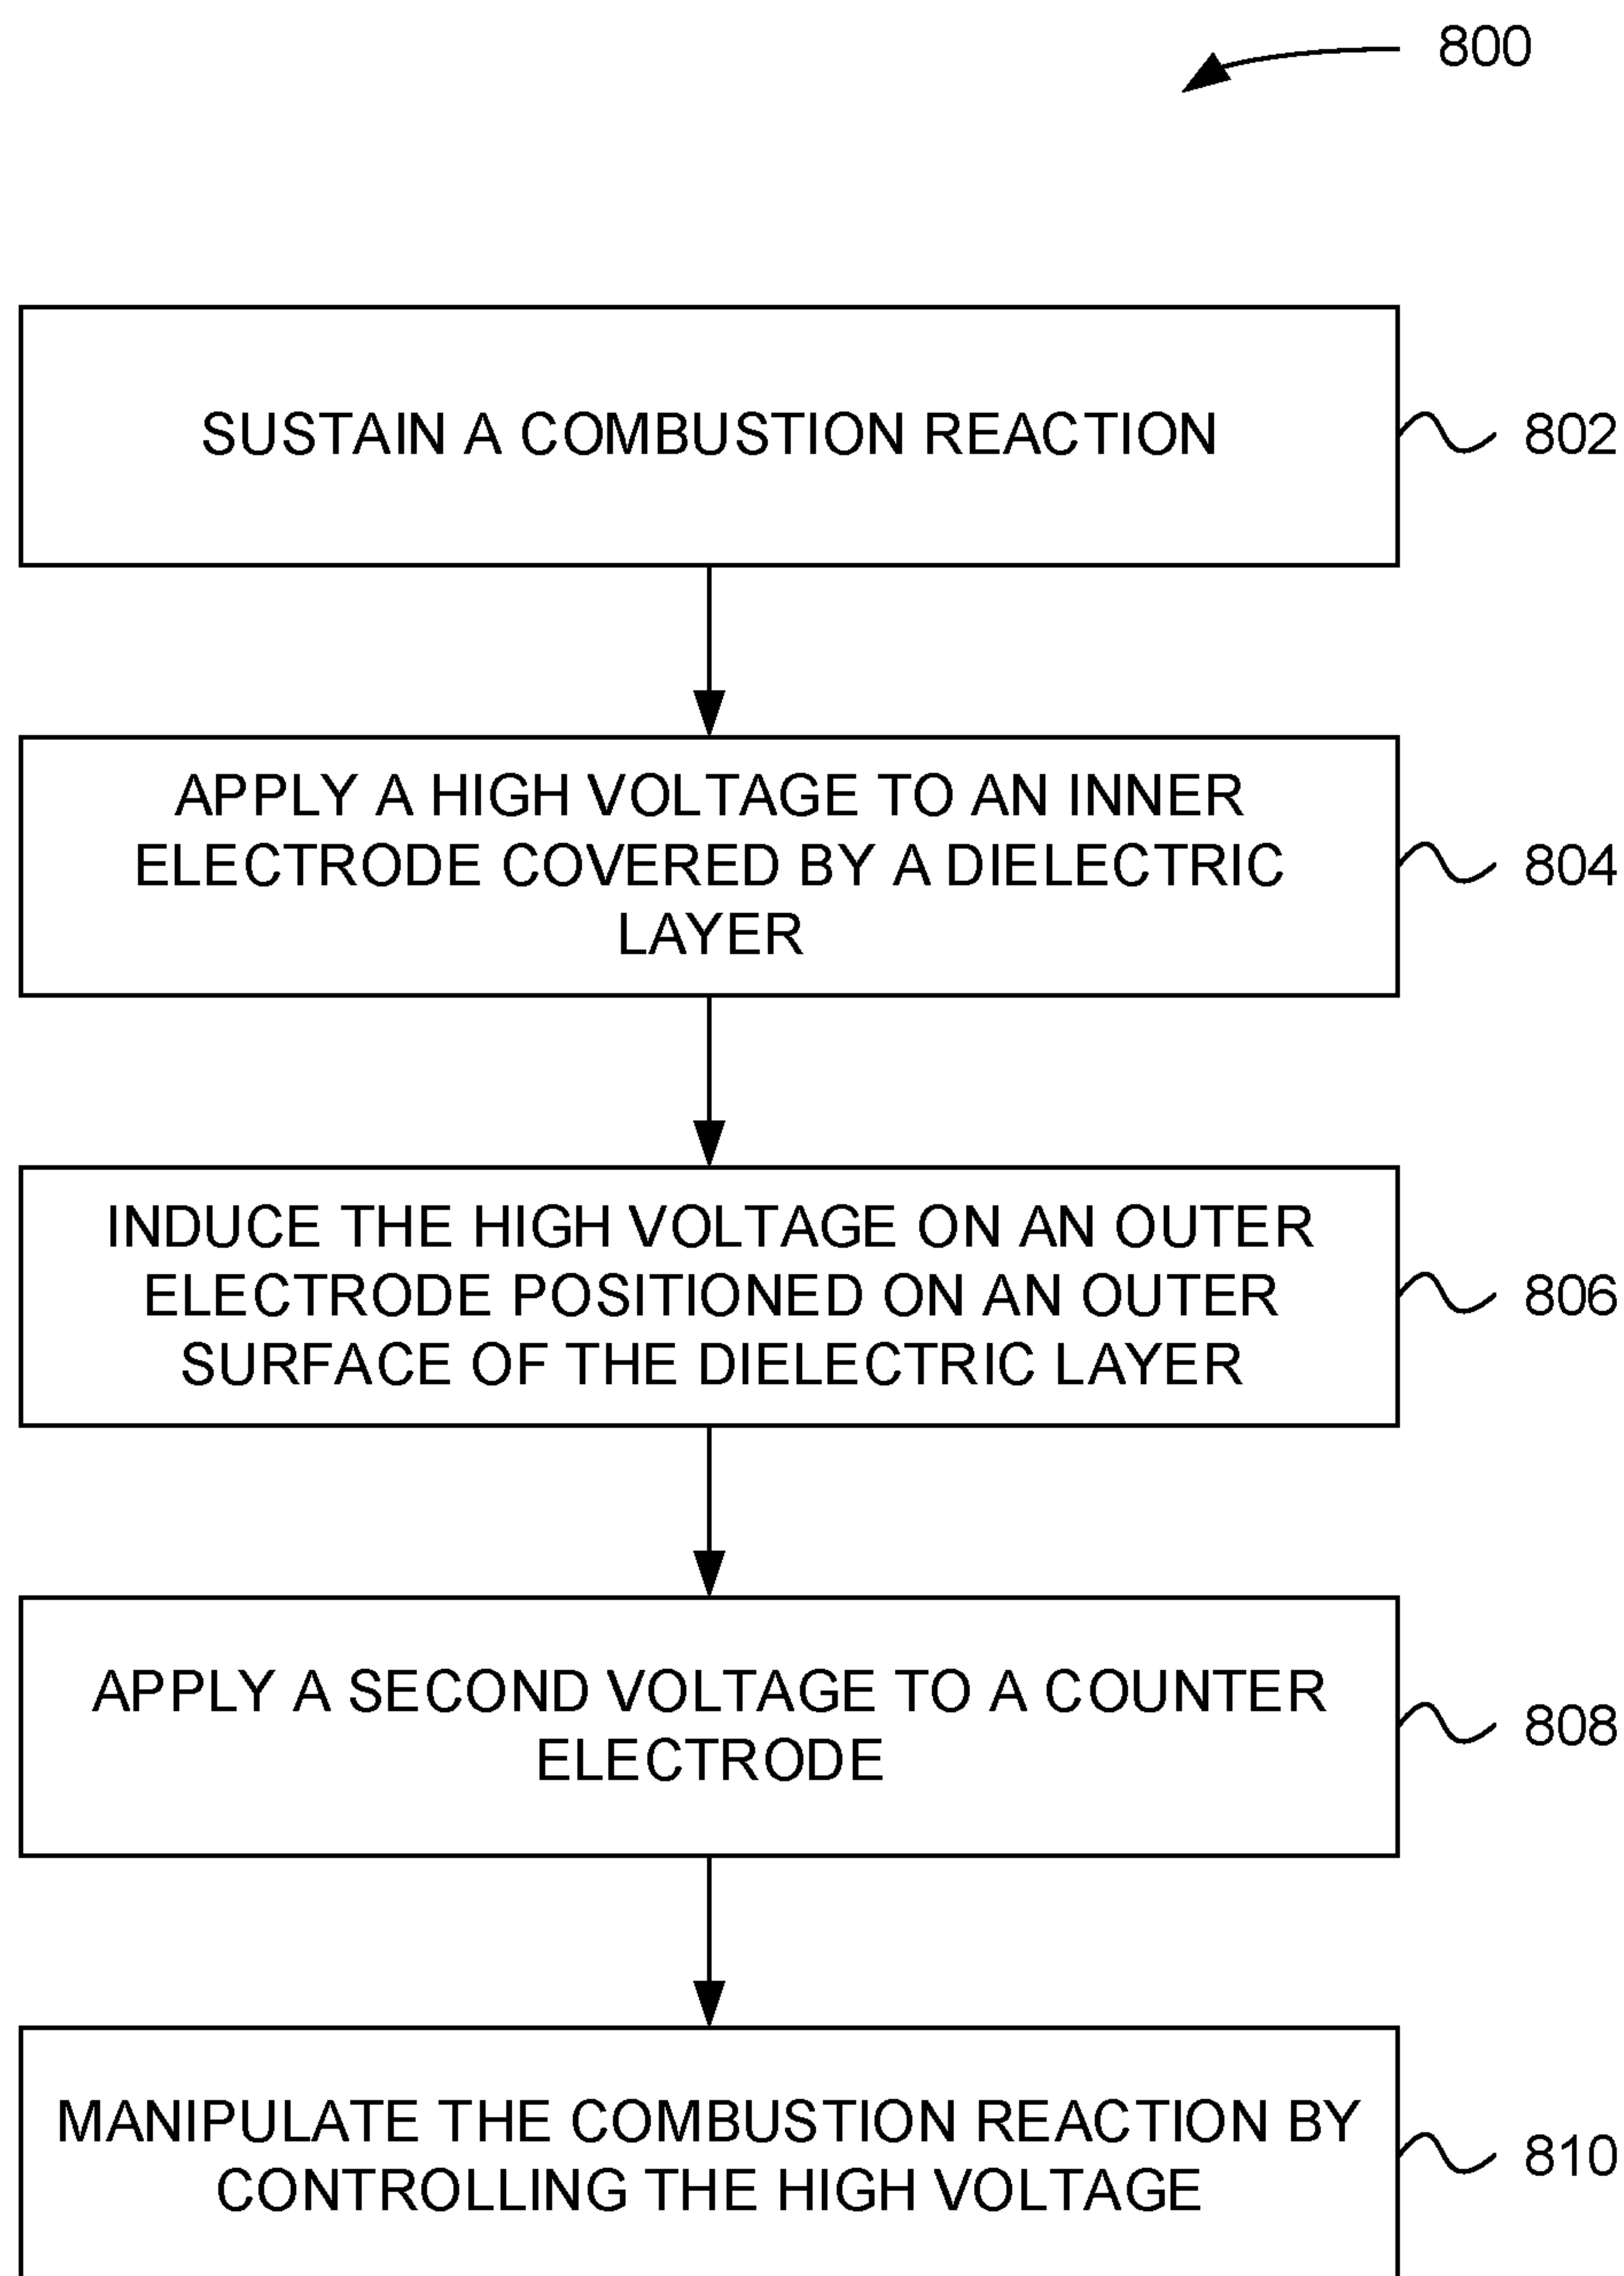 800
SUSTAIN A COMBUSTION REACTION
802
APPLY A HIGH VOLTAGE TO AN INNER
ELECTRODE COVERED BY A DIELECTRIC
LAYER
804
INDUCE THE HIGH VOLTAGE ON AN OUTER
ELECTRODE POSITIONED ON AN OUTER
SURFACE OF THE DIELECTRIC LAYER
806
APPLY A SECOND VOLTAGE TO A COUNTER
ELECTRODE
808
MANIPULATE THE COMBUSTION REACTION BY
CONTROLLING THE HIGH VOLTAGE
810